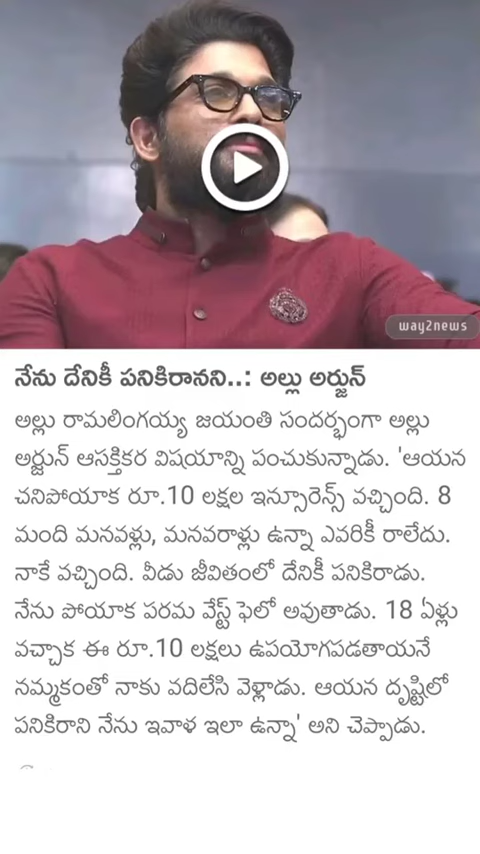 way2news
నేను దేనికీ పనికిరానని..: అల్లు అర్జున్
అల్లు రామలింగయ్య జయంతి సందర్భంగా అల్లు
అర్జున్ ఆసక్తికర విషయాన్ని పంచుకున్నాడు. 'ఆయన
చనిపోయాక రూ.10 లక్షల ఇన్సూరెన్స్ వచ్చింది. 8
మంది మనవళ్లు, మనవరాళ్లు ఉన్నా ఎవరికీ రాలేదు.
నాకే వచ్చింది. వీడు జీవితంలో దేనికీ పనికిరాడు.
నేను పోయాక పరమ వేస్ట్ ఫెలో అవుతాడు. 18 ఏళ్లు
వచ్చాక ఈ రూ.10 లక్షలు ఉపయోగపడతాయనే
నమ్మకంతో నాకు వదిలేసి వెళ్లాడు. ఆయన దృష్టిలో
పనికిరాని నేను ఇవాళ ఇలా ఉన్నా' అని చెప్పాడు.